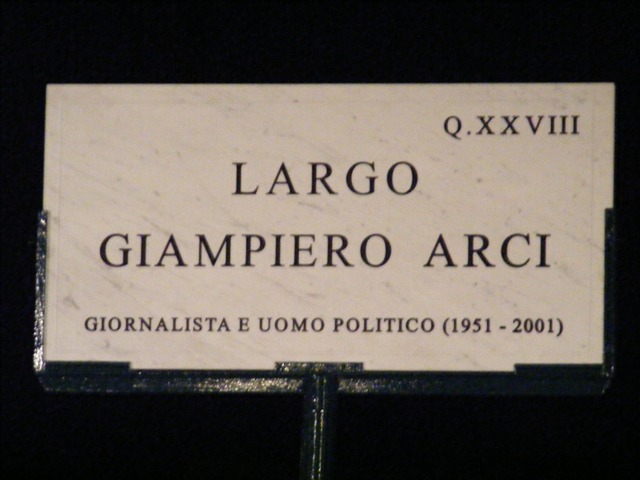 Q.XXVIII
LARGO
GIAMPIERO ARCI
GIORNALISTA E UOMO POLITICO (1951 - 2001)